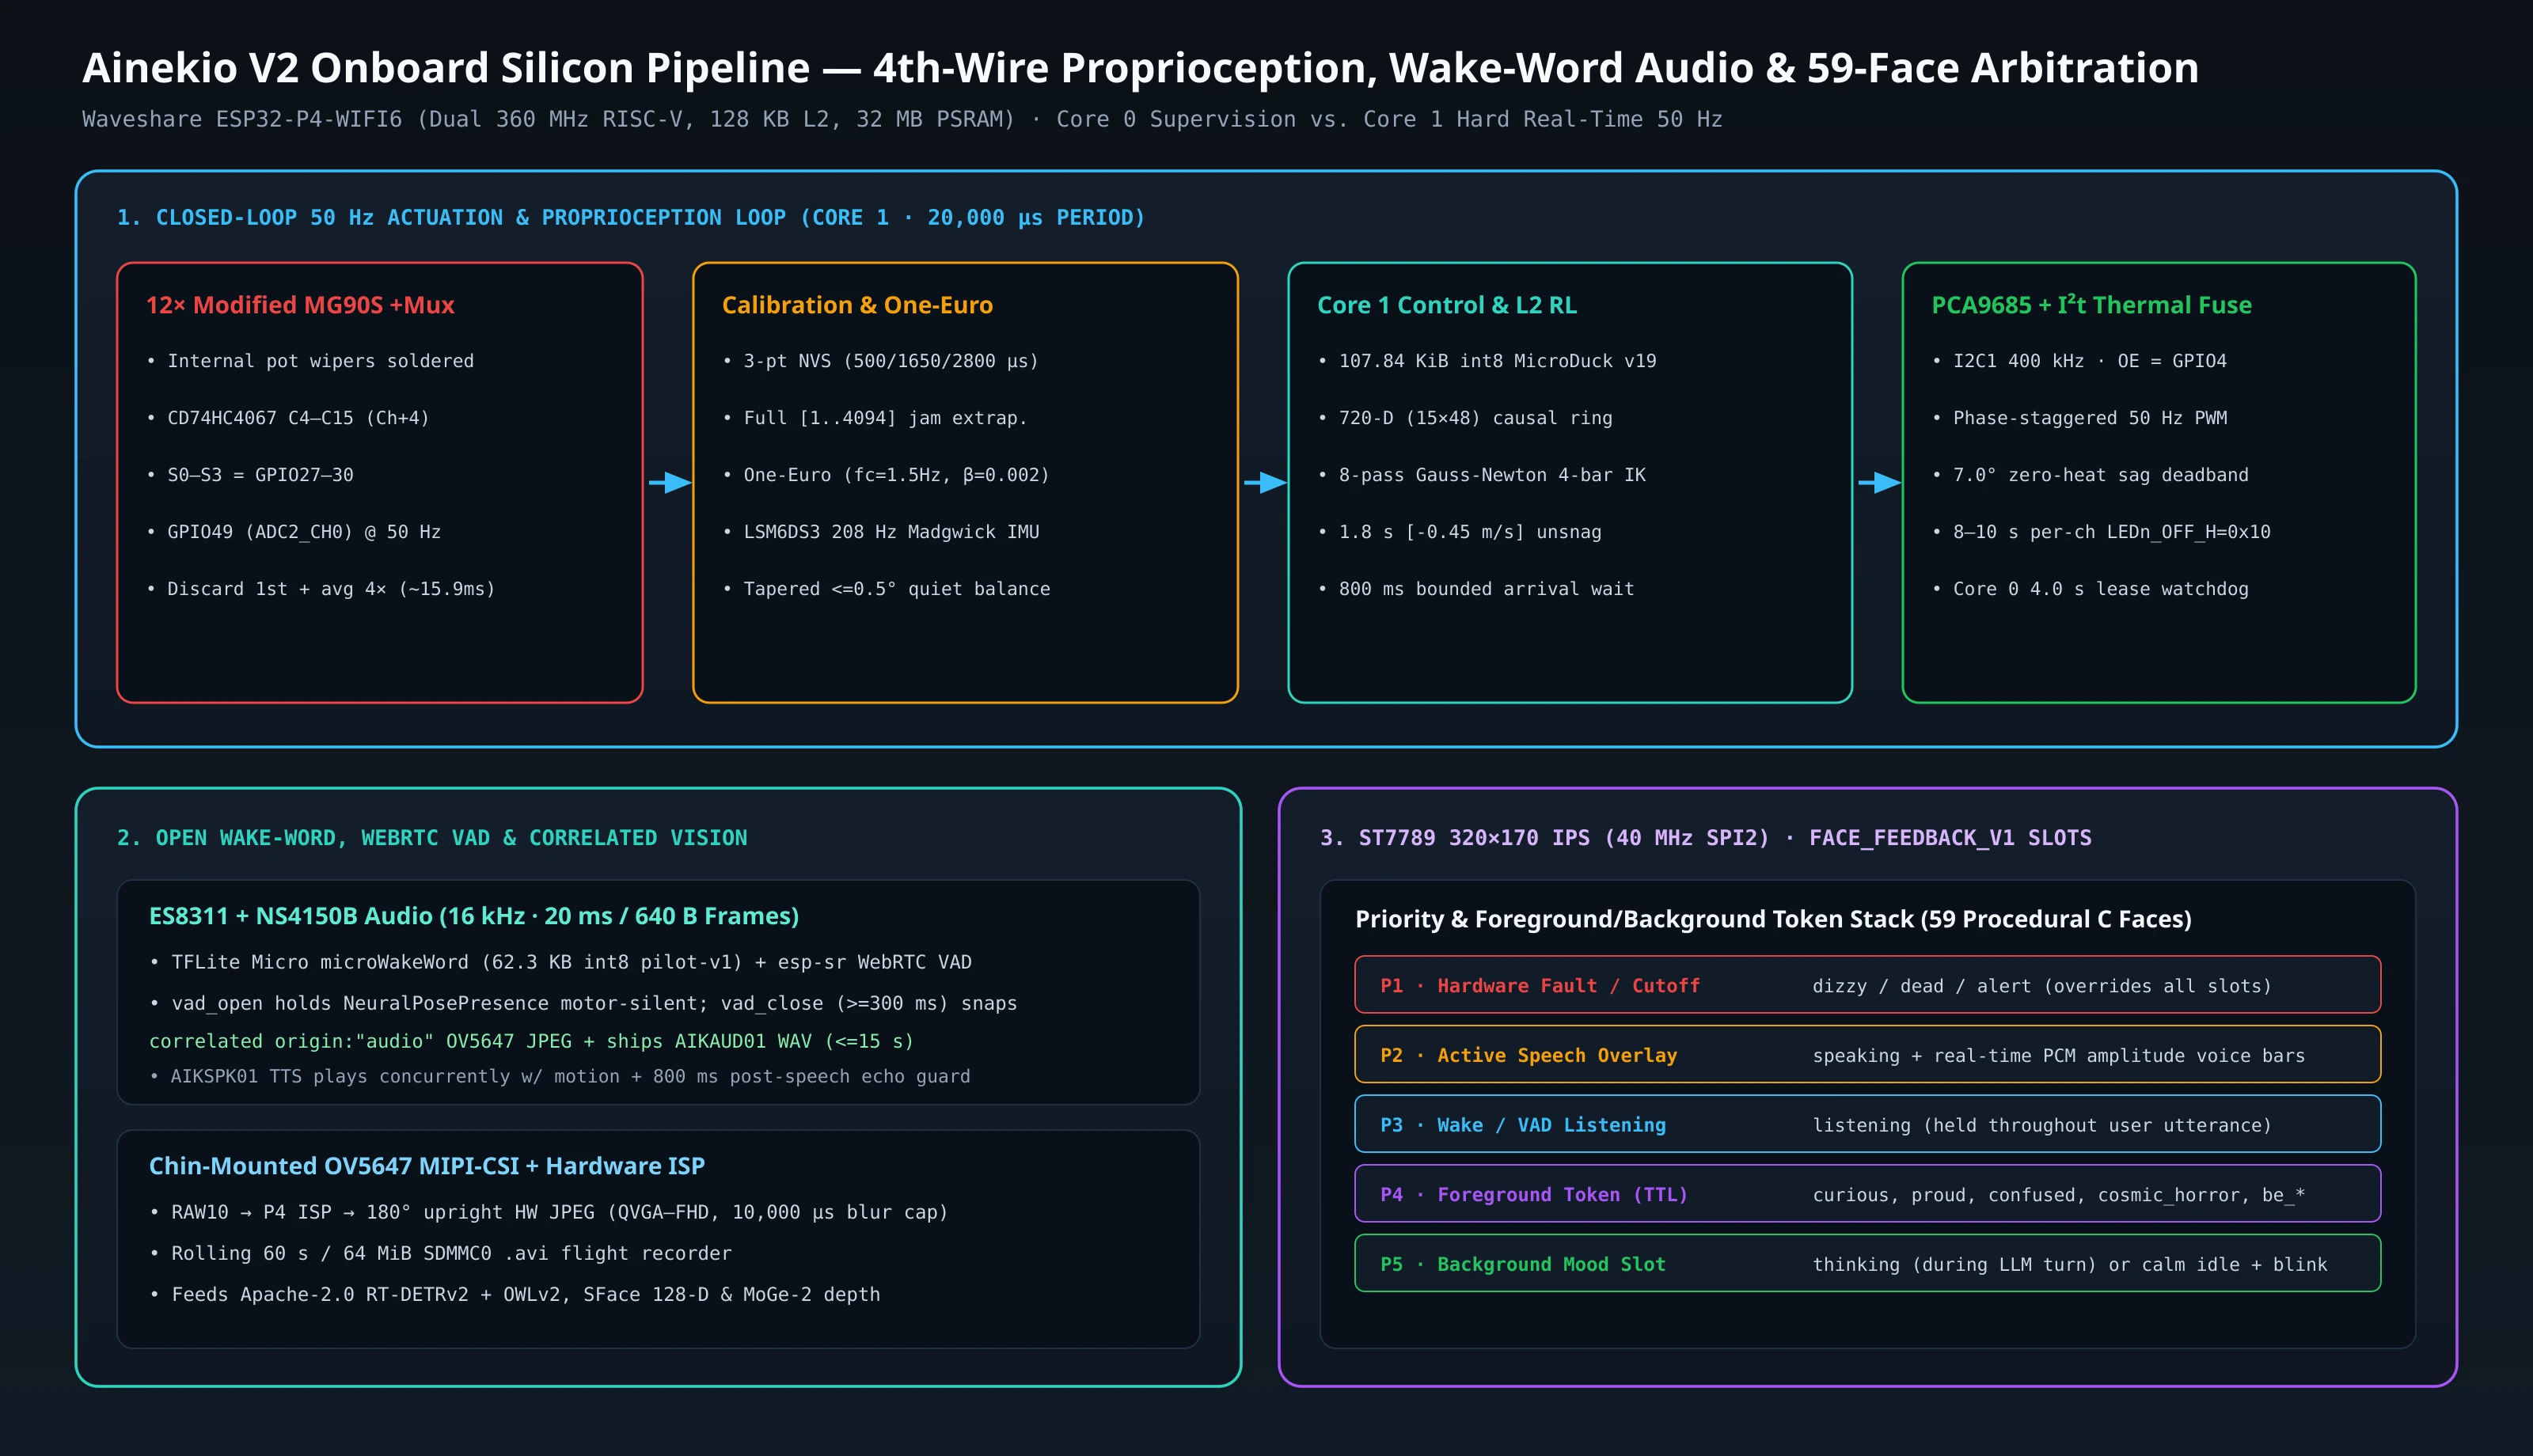 Ainekio V2 Onboard Silicon Pipeline — 4th-Wire Proprioception, Wake-Word Audio & 59-Face Arbitration
Waveshare ESP32-P4-WIFI6 (Dual 360 MHz RISC-V, 128 KB L2, 32 MB PSRAM) · Core 0 Supervision vs. Core 1 Hard Real-Time 50 Hz
1. CLOSED-LOOP 50 Hz ACTUATION & PROPRIOCEPTION LOOP (CORE 1 · 20,000 µs PERIOD)
12× Modified MG90S +Mux
• Internal pot wipers soldered
• CD74HC4067 C4–C15 (Ch+4)
• S0–S3 = GPIO27–30
• GPIO49 (ADC2_CH0) @ 50 Hz
• Discard 1st + avg 4× (~15.9ms)
Calibration & One-Euro
• 3-pt NVS (500/1650/2800 µs)
• Full [1..4094] jam extrap.
• One-Euro (fc=1.5Hz, β=0.002)
• LSM6DS3 208 Hz Madgwick IMU
• Tapered <=0.5° quiet balance
Core 1 Control & L2 RL
• 107.84 KiB int8 MicroDuck v19
• 720-D (15×48) causal ring
• 8-pass Gauss-Newton 4-bar IK
• 1.8 s [-0.45 m/s] unsnag
• 800 ms bounded arrival wait
PCA9685 + I²t Thermal Fuse
• I2C1 400 kHz · OE = GPIO4
• Phase-staggered 50 Hz PWM
• 7.0° zero-heat sag deadband
• 8–10 s per-ch LEDn_OFF_H=0x10
• Core 0 4.0 s lease watchdog
2. OPEN WAKE-WORD, WEBRTC VAD & CORRELATED VISION
ES8311 + NS4150B Audio (16 kHz · 20 ms / 640 B Frames)
• TFLite Micro microWakeWord (62.3 KB int8 pilot-v1) + esp-sr WebRTC VAD
• vad_open holds NeuralPosePresence motor-silent; vad_close (>=300 ms) snaps
correlated origin:"audio" OV5647 JPEG + ships AIKAUD01 WAV (<=15 s)
• AIKSPK01 TTS plays concurrently w/ motion + 800 ms post-speech echo guard
Chin-Mounted OV5647 MIPI-CSI + Hardware ISP
• RAW10 → P4 ISP → 180° upright HW JPEG (QVGA–FHD, 10,000 µs blur cap)
• Rolling 60 s / 64 MiB SDMMC0 .avi flight recorder
• Feeds Apache-2.0 RT-DETRv2 + OWLv2, SFace 128-D & MoGe-2 depth
3. ST7789 320×170 IPS (40 MHz SPI2) · FACE_FEEDBACK_V1 SLOTS
Priority & Foreground/Background Token Stack (59 Procedural C Faces)
P1 · Hardware Fault / Cutoff dizzy / dead / alert (overrides all slots)
P2 · Active Speech Overlay speaking + real-time PCM amplitude voice bars
P3 · Wake / VAD Listening listening (held throughout user utterance)
P4 · Foreground Token (TTL) curious, proud, confused, cosmic_horror, be_*
P5 · Background Mood Slot thinking (during LLM turn) or calm idle + blink